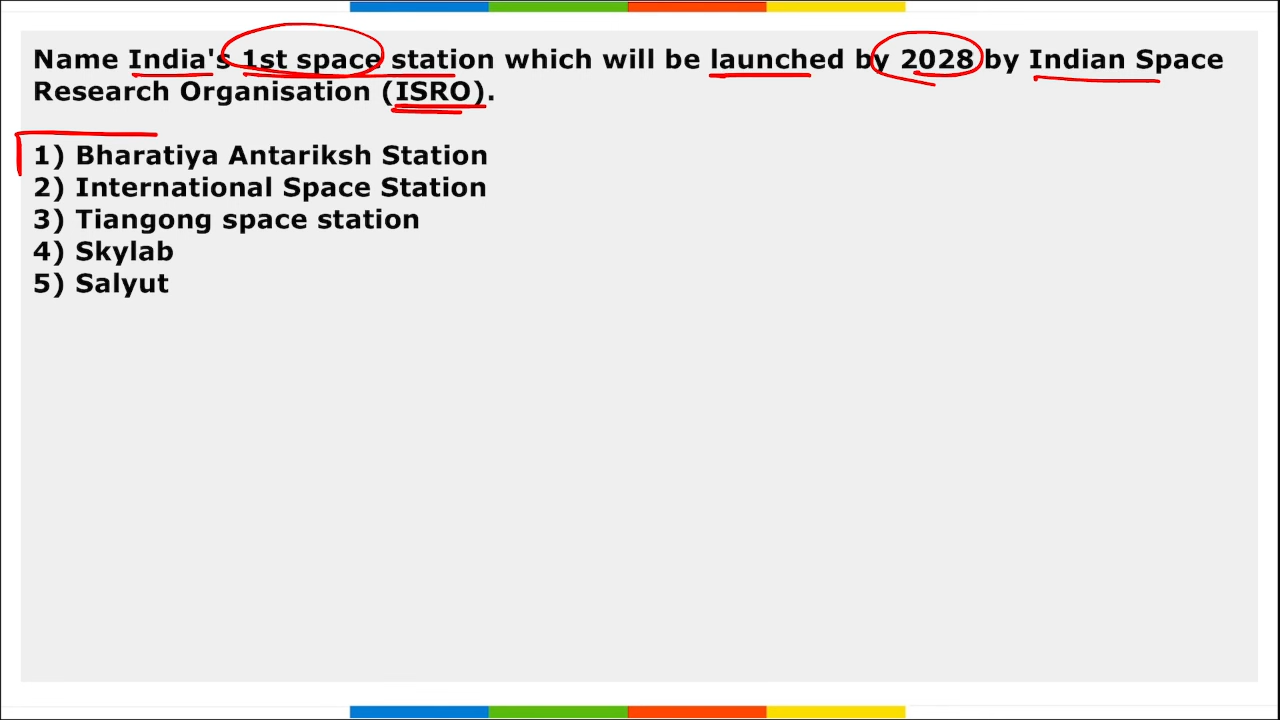 Name India's 1st space station which will be launched by 2028 by Indian Space
Research Organisation (ISRO).
1) Bharatiya Antariksh Station
2) International Space Station
3) Tiangong space station
4) Skylab
5) Salyut